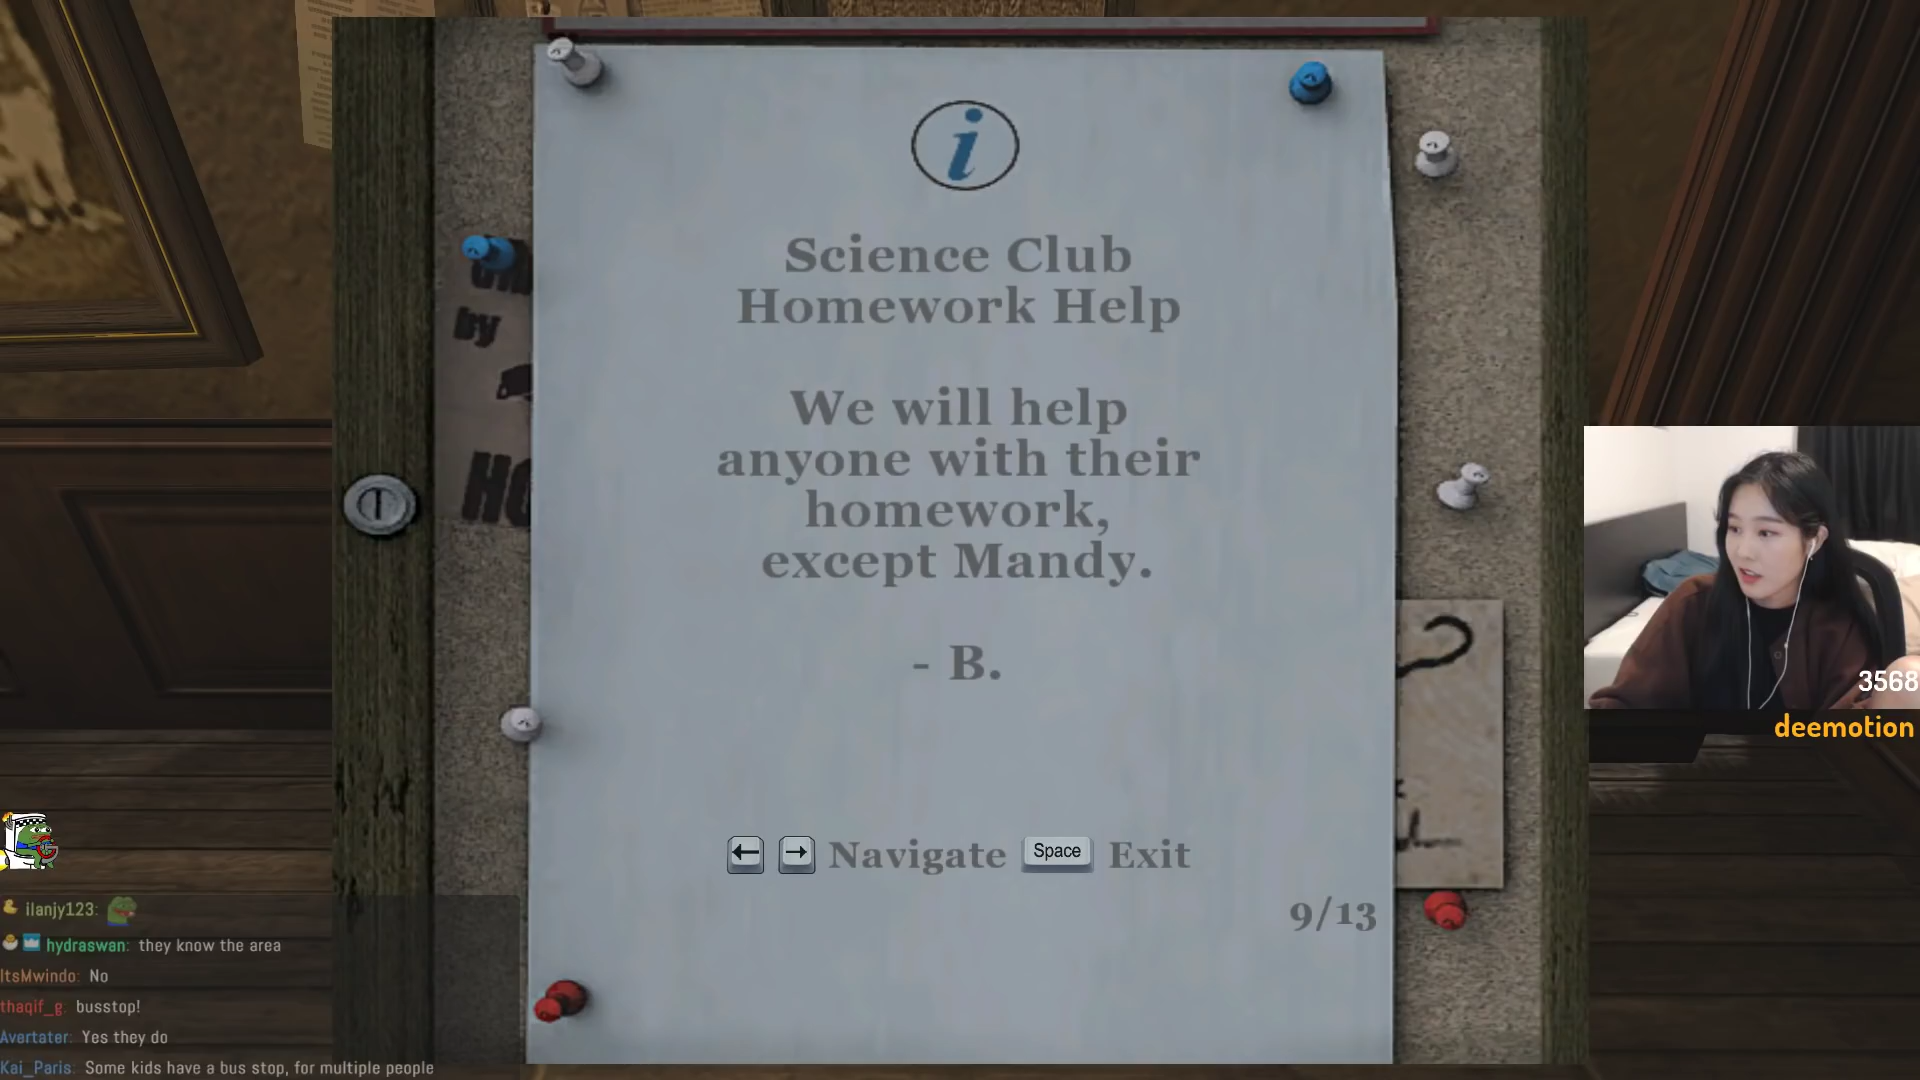 i
Science Club
Homework Help
We will help
anyone with their
homework,
except Mandy.
- B.
← → Navigate Space Exit
9/13
by
HO
3568
deemotion
ilanjy123:
hydraswan: they know the area
ItsMwindo: No
thaqif_g: busstop!
Avertater: Yes they do
Kai_Paris: Some kids have a bus stop, for multiple people